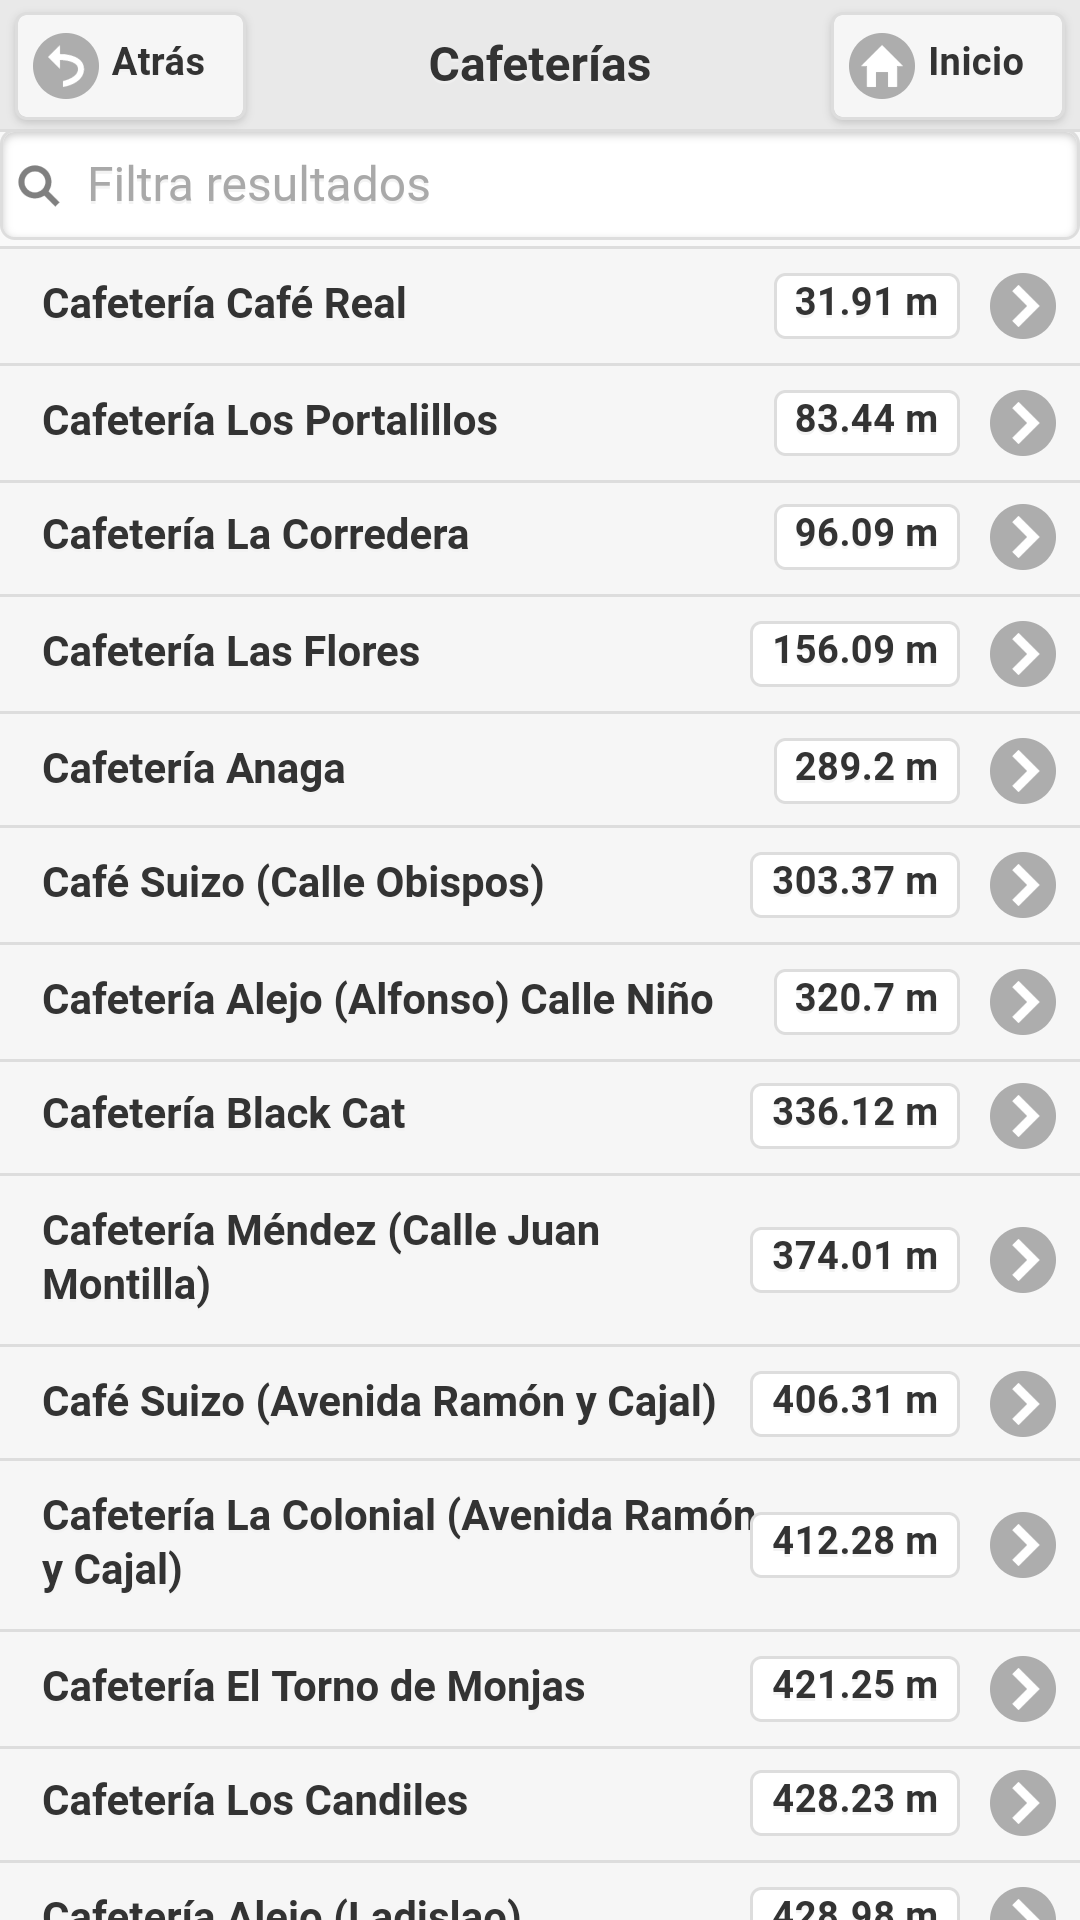 Atrás
Cafeterías
Inicio
Filtra resultados
Cafetería Café Real
31.91 m
Cafetería Los Portalillos
83.44 m
Cafetería La Corredera
96.09 m
Cafetería Las Flores
156.09 m
Cafetería Anaga
289.2 m
Café Suizo (Calle Obispos)
303.37 m
Cafetería Alejo (Alfonso) Calle Niño
320.7 m
Cafetería Black Cat
336.12 m
Cafetería Méndez (Calle Juan
Montilla)
374.01 m
Café Suizo (Avenida Ramón y Cajal)
406.31 m
Cafetería La Colonial (Avenida Ramón
y Cajal)
412.28 m
Cafetería El Torno de Monjas
421.25 m
Cafetería Los Candiles
428.23 m
Cafetería Alejo (Ladislao)
428.98 m